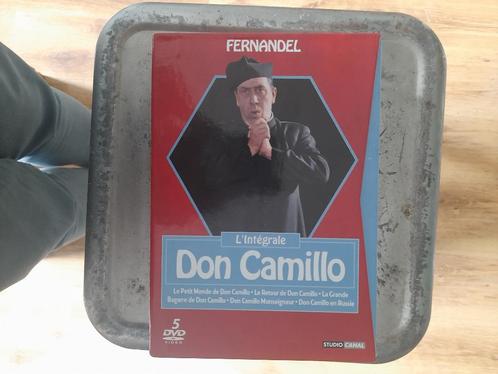 FERNANDEL
L'Intégrale
Don Camillo
Le Petit Monde de Don Camillo • Le Retour de Don Camillo • La Grande
Bagarre de Don Camillo • Don Camillo Monseigneur • Don Camillo en Russie
5
DVD
VIDEO
STUDIO CANAL